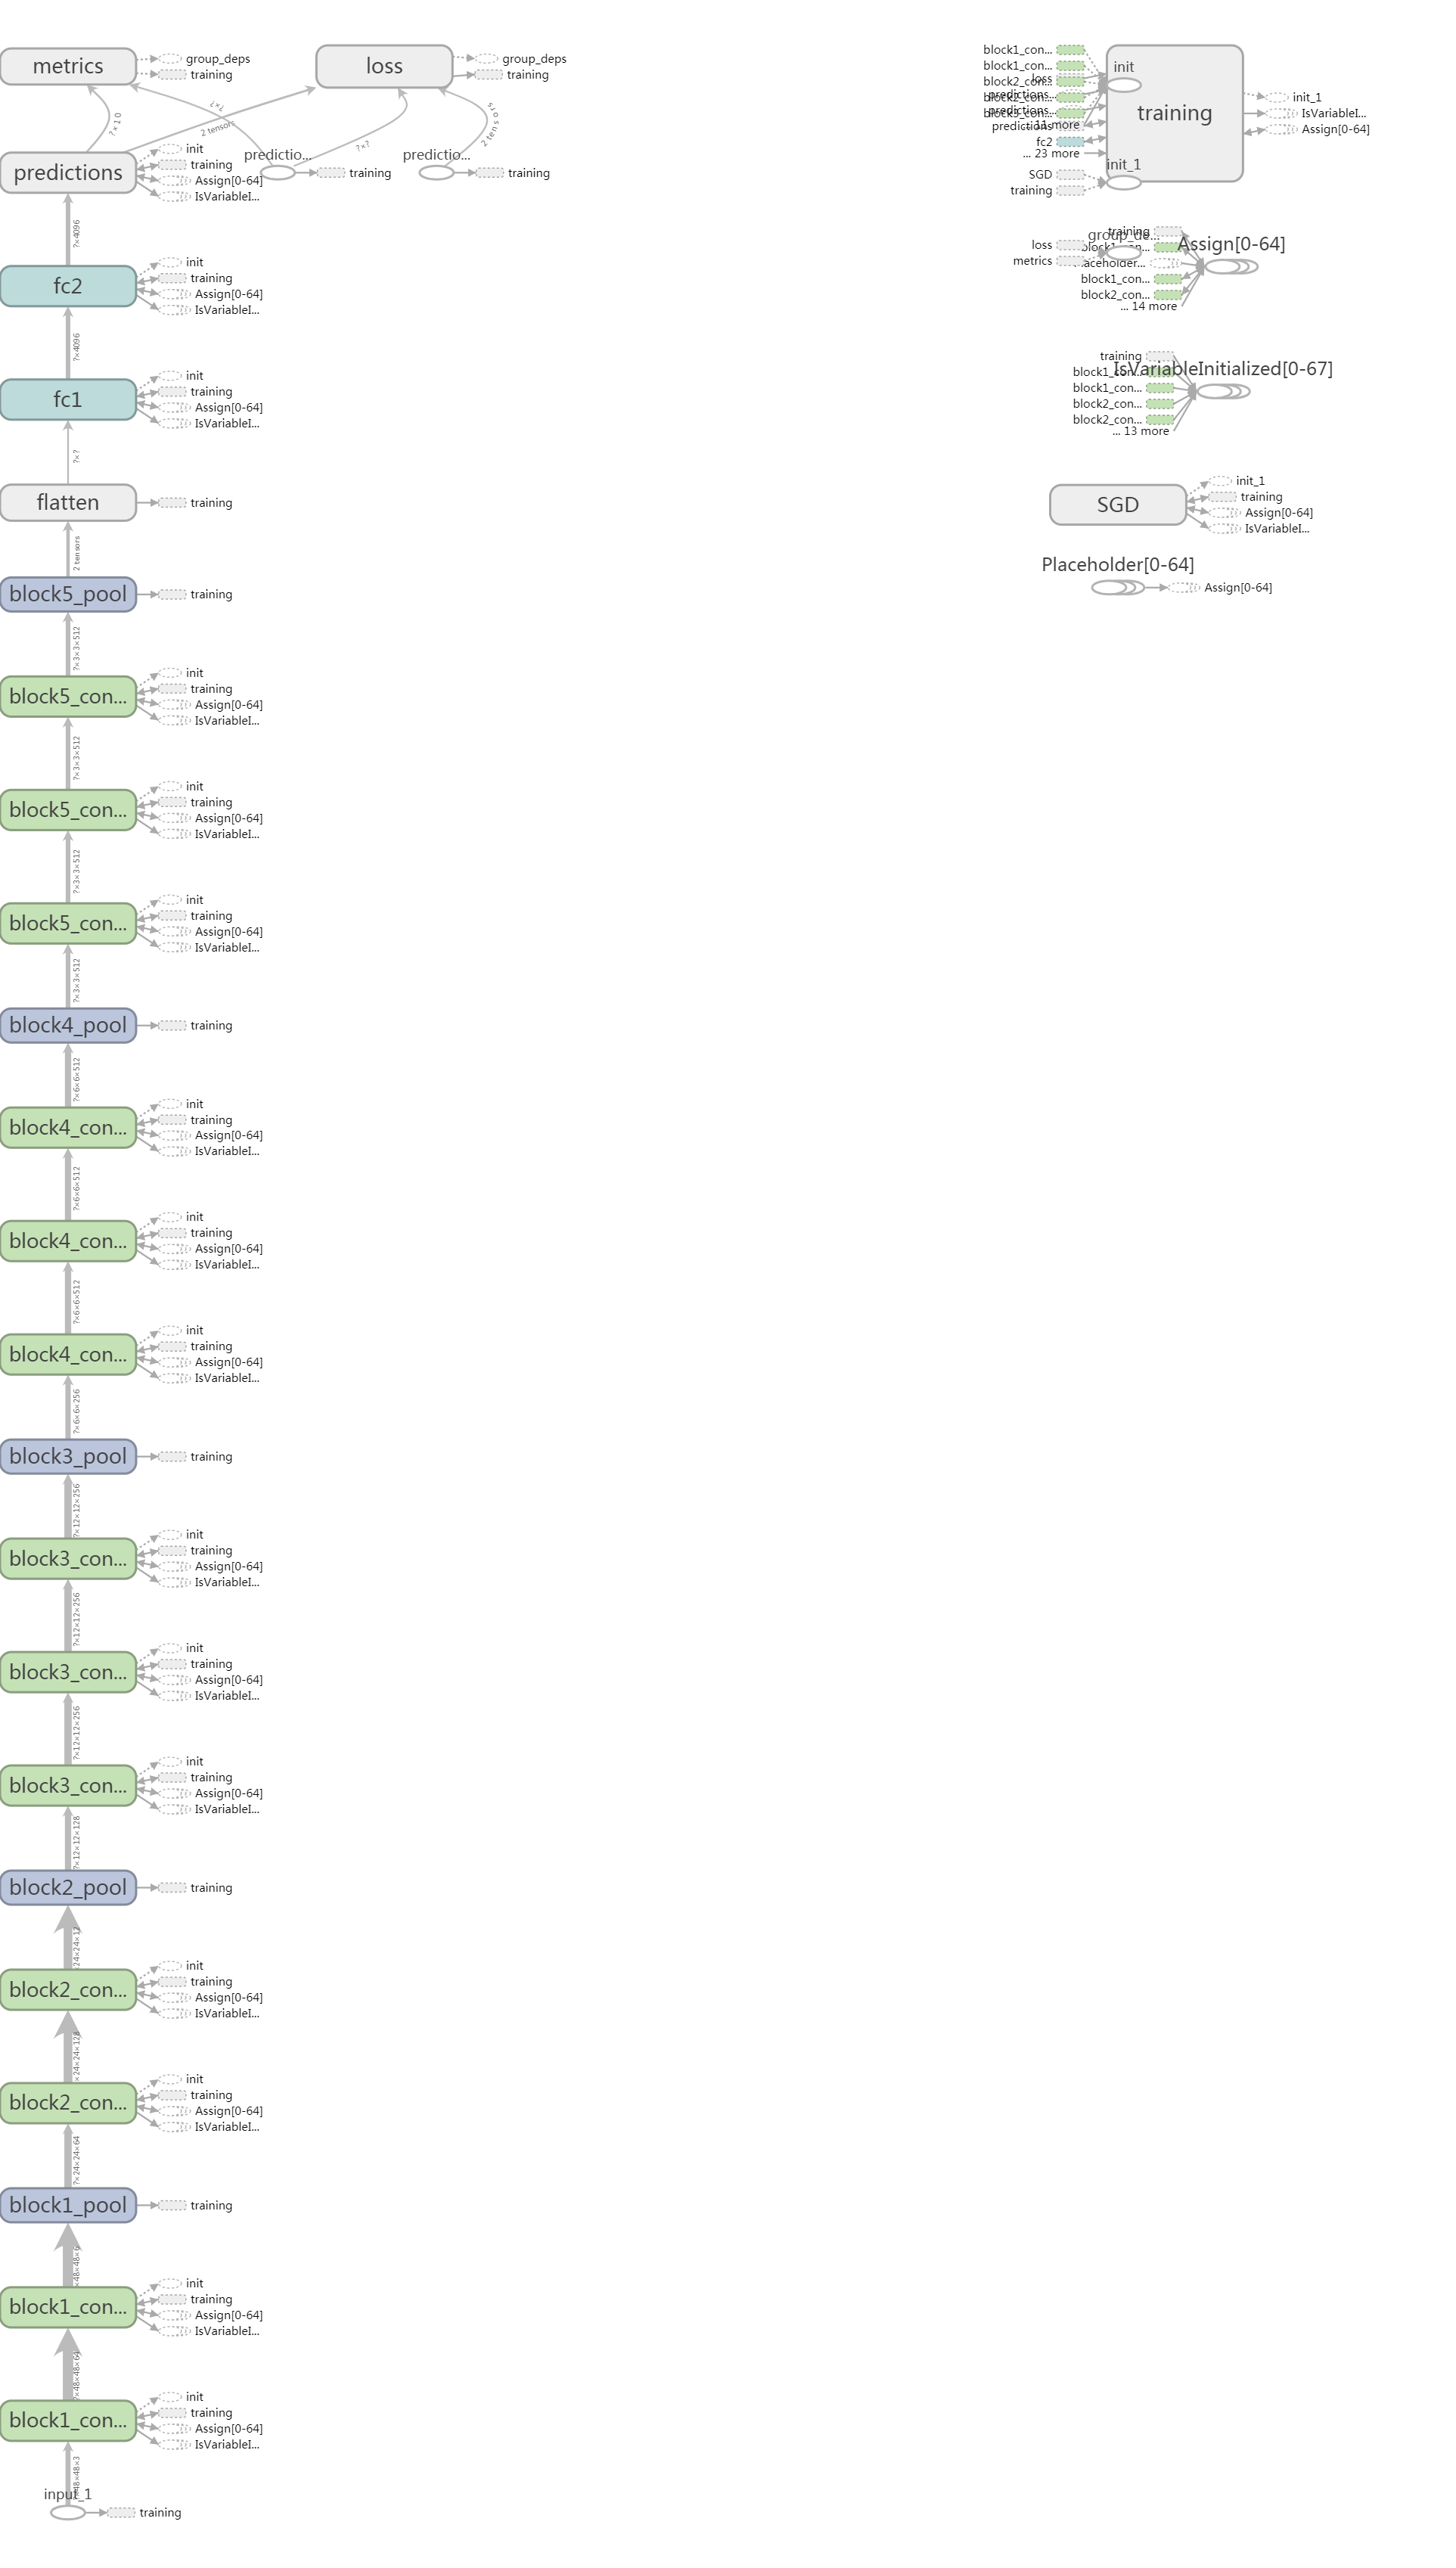 metrics
group_deps
training
loss
group_deps
training
?×10
?×?
2 tensors
?×?
2 tensors
predictions
init
training
Assign[0-64]
IsVariableI...
predictio...
training
predictio...
training
?×4096
fc2
init
training
Assign[0-64]
IsVariableI...
?×4096
fc1
init
training
Assign[0-64]
IsVariableI...
?×?
flatten
training
2 tensors
block5_pool
training
?×3×3×512
block5_con...
init
training
Assign[0-64]
IsVariableI...
?×3×3×512
block5_con...
init
training
Assign[0-64]
IsVariableI...
?×3×3×512
block5_con...
init
training
Assign[0-64]
IsVariableI...
?×3×3×512
block4_pool
training
?×6×6×512
block4_con...
init
training
Assign[0-64]
IsVariableI...
?×6×6×512
block4_con...
init
training
Assign[0-64]
IsVariableI...
?×6×6×512
block4_con...
init
training
Assign[0-64]
IsVariableI...
?×6×6×256
block3_pool
training
?×12×12×256
block3_con...
init
training
Assign[0-64]
IsVariableI...
?×12×12×256
block3_con...
init
training
Assign[0-64]
IsVariableI...
?×12×12×256
block3_con...
init
training
Assign[0-64]
IsVariableI...
?×12×12×128
block2_pool
training
block2_con...
init
training
Assign[0-64]
IsVariableI...
block2_con...
init
training
Assign[0-64]
IsVariableI...
?×24×24×64
block1_pool
training
block1_con...
init
training
Assign[0-64]
IsVariableI...
?×48×48×64
block1_con...
init
training
Assign[0-64]
IsVariableI...
?×48×48×3
input_1
training
block1_con...
block1_con...
block2_con...
loss
predictions...
block2_con...
predictions...
block3_con...
... 11 more
predictions
fc2
... 23 more
SGD
training
init
training
init_1
init_1
IsVariableI...
Assign[0-64]
loss
metrics
group_de...
training
block1_con...
Placeholder...
block1_con...
block2_con...
... 14 more
Assign[0-64]
training
block1_con...
block1_con...
block2_con...
block2_con...
... 13 more
IsVariableInitialized[0-67]
SGD
init_1
training
Assign[0-64]
IsVariableI...
Placeholder[0-64]
Assign[0-64]